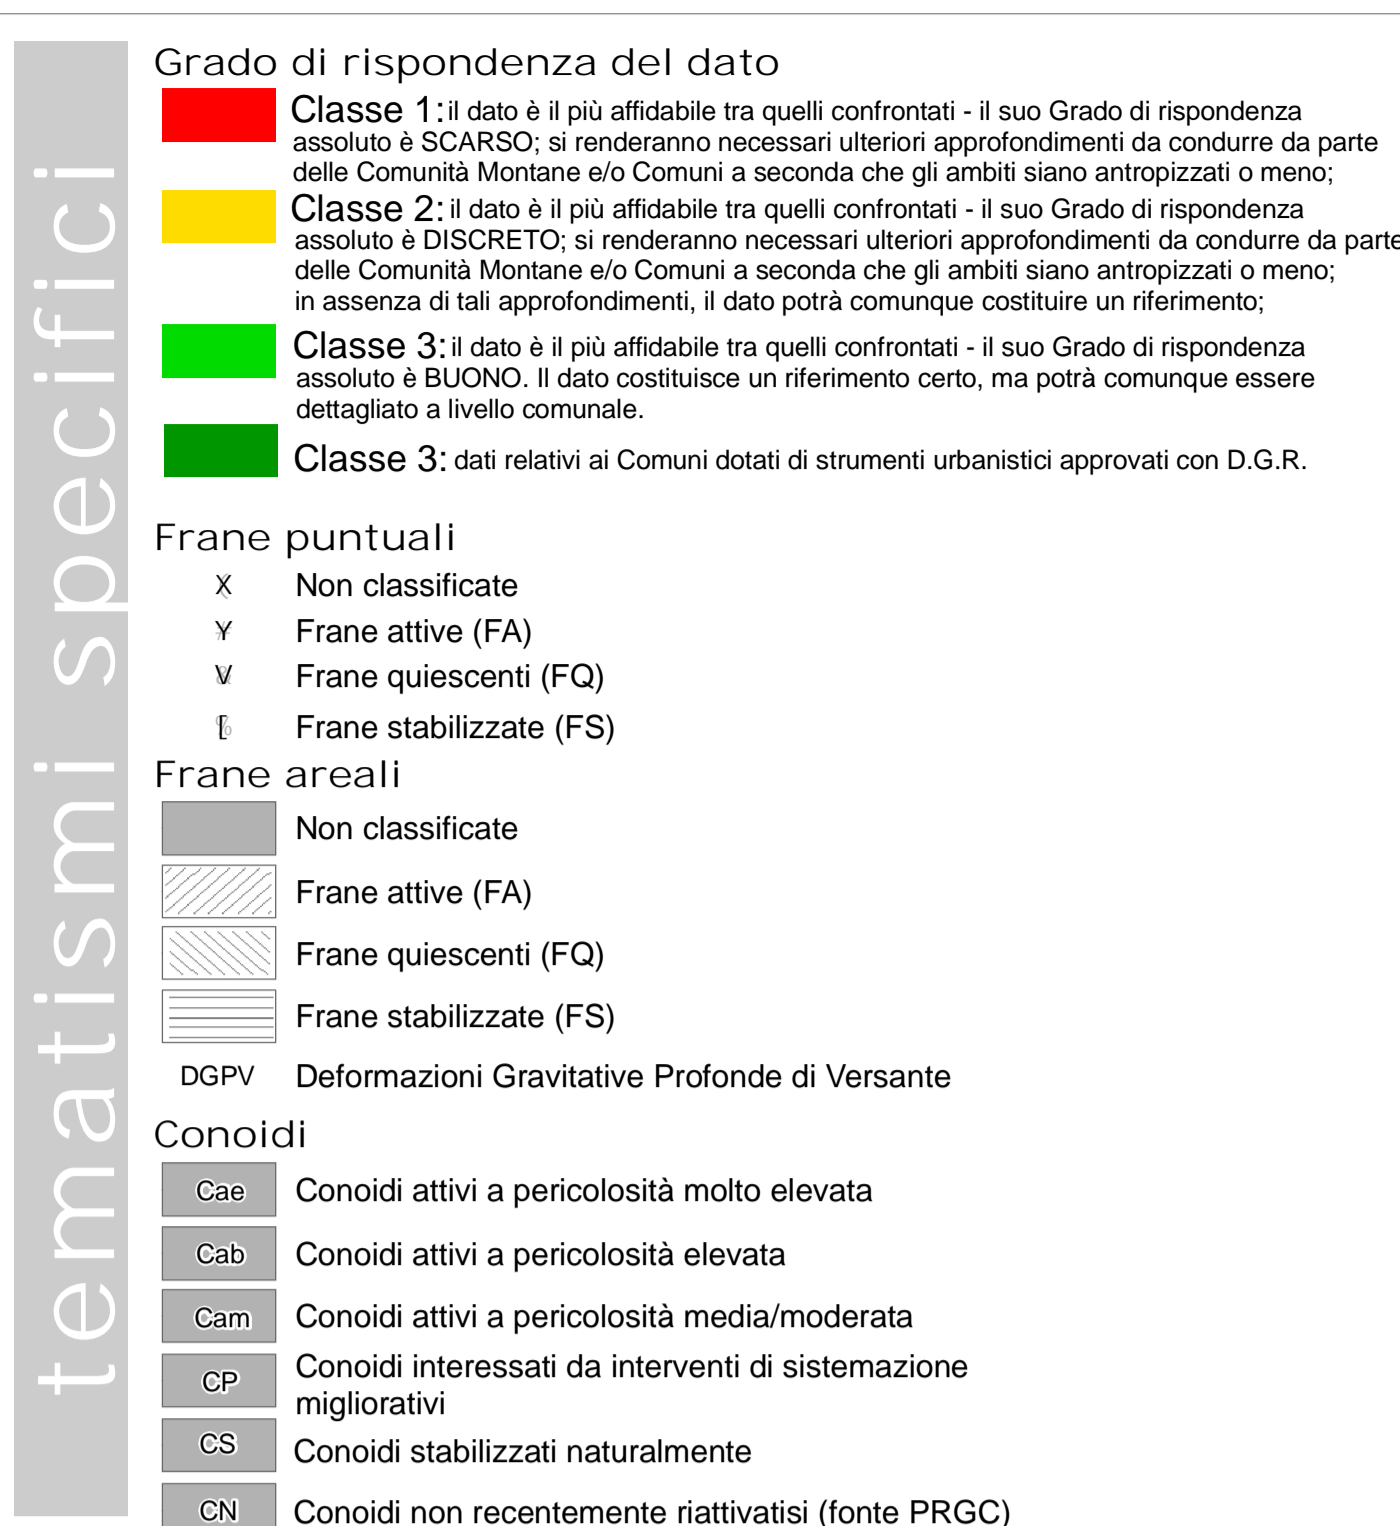 tematismi specifici
Grado di rispondenza del dato
Classe 1: il dato è il più affidabile tra quelli confrontati - il suo Grado di rispondenza
assoluto è SCARSO; si renderanno necessari ulteriori approfondimenti da condurre da parte
delle Comunità Montane e/o Comuni a seconda che gli ambiti siano antropizzati o meno;
Classe 2: il dato è il più affidabile tra quelli confrontati - il suo Grado di rispondenza
assoluto è DISCRETO; si renderanno necessari ulteriori approfondimenti da condurre da parte
delle Comunità Montane e/o Comuni a seconda che gli ambiti siano antropizzati o meno;
in assenza di tali approfondimenti, il dato potrà comunque costituire un riferimento;
Classe 3: il dato è il più affidabile tra quelli confrontati - il suo Grado di rispondenza
assoluto è BUONO. Il dato costituisce un riferimento certo, ma potrà comunque essere
dettagliato a livello comunale.
Classe 3: dati relativi ai Comuni dotati di strumenti urbanistici approvati con D.G.R.
Frane puntuali
X Non classificate
Y Frane attive (FA)
V Frane quiescenti (FQ)
[ Frane stabilizzate (FS)
Frane areali
Non classificate
Frane attive (FA)
Frane quiescenti (FQ)
Frane stabilizzate (FS)
DGPV Deformazioni Gravitative Profonde di Versante
Conoidi
Cae Conoidi attivi a pericolosità molto elevata
Cab Conoidi attivi a pericolosità elevata
Cam Conoidi attivi a pericolosità media/moderata
CP Conoidi interessati da interventi di sistemazione
migliorativi
CS Conoidi stabilizzati naturalmente
CN Conoidi non recentemente riattivatisi (fonte PRGC)